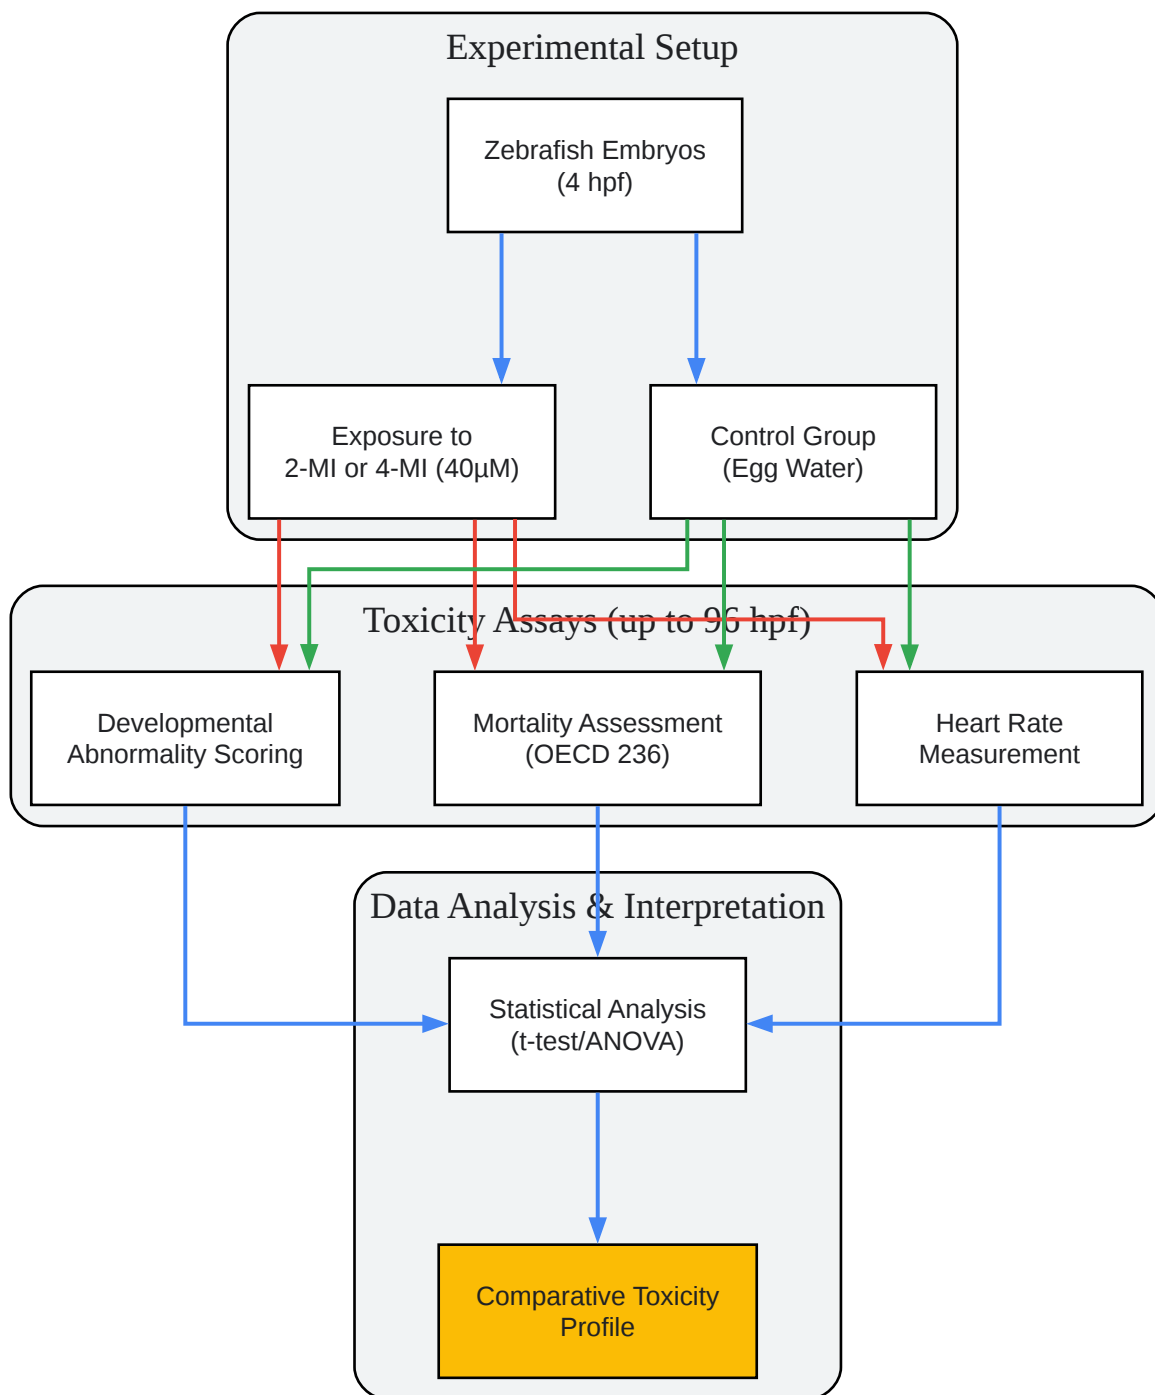 Experimental Setup
Zebrafish Embryos
(4 hpf)
Exposure to
2-MI or 4-MI (40µM)
Control Group
(Egg Water)
Toxicity Assays (up to 96 hpf)
Developmental
Abnormality Scoring
Mortality Assessment
(OECD 236)
Heart Rate
Measurement
Data Analysis & Interpretation
Statistical Analysis
(t-test/ANOVA)
Comparative Toxicity
Profile